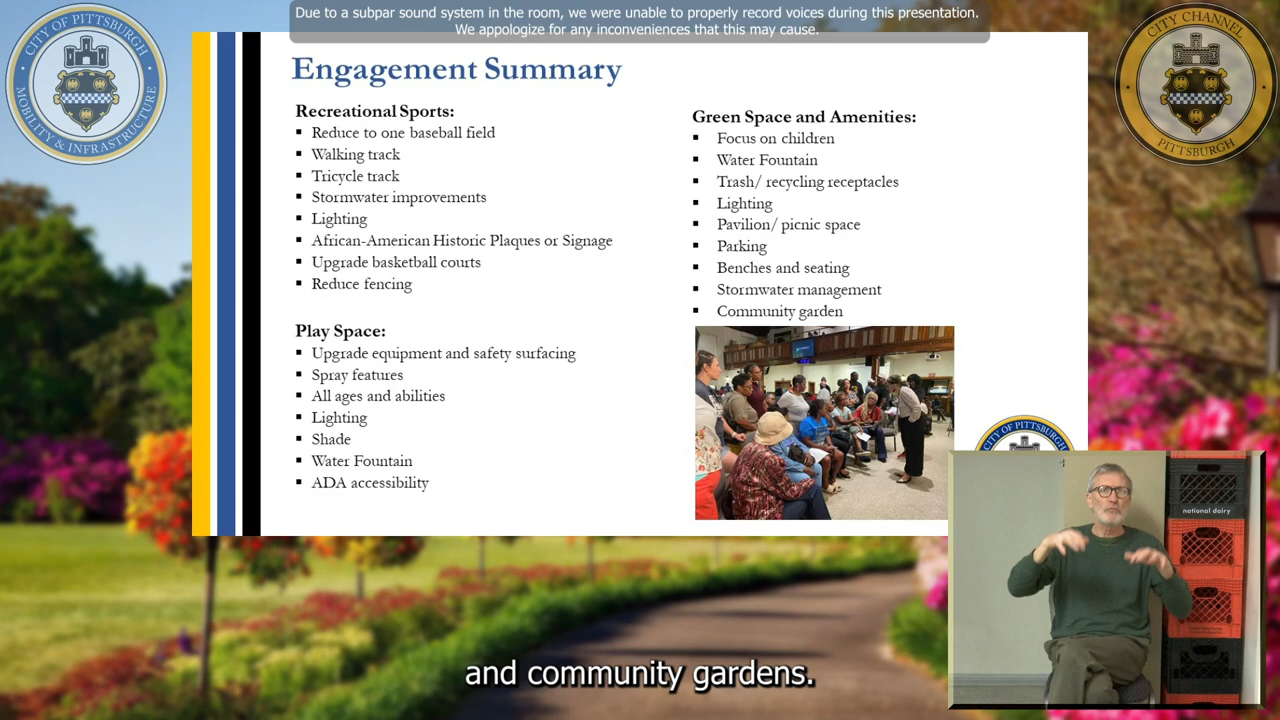 Due to a subpar sound system in the room, we were unable to properly record voices during this presentation.
We appologize for any inconveniences that this may cause.
CITY OF PITTSBURGH
MOBILITY & INFRASTRUCTURE
CITY CHANNEL
PITTSBURGH
Engagement Summary
Recreational Sports:
▪ Reduce to one baseball field
▪ Walking track
▪ Tricycle track
▪ Stormwater improvements
▪ Lighting
▪ African-American Historic Plaques or Signage
▪ Upgrade basketball courts
▪ Reduce fencing
Play Space:
▪ Upgrade equipment and safety surfacing
▪ Spray features
▪ All ages and abilities
▪ Lighting
▪ Shade
▪ Water Fountain
▪ ADA accessibility
Green Space and Amenities:
▪ Focus on children
▪ Water Fountain
▪ Trash/ recycling receptacles
▪ Lighting
▪ Pavilion/ picnic space
▪ Parking
▪ Benches and seating
▪ Stormwater management
▪ Community garden
CITY OF PITTSBURGH
national dairy
and community gardens.